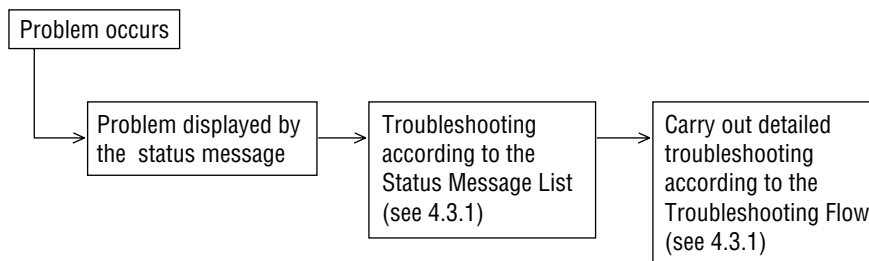 Problem occurs
Problem displayed by
the status message
Troubleshooting
according to the
Status Message List
(see 4.3.1)
Carry out detailed
troubleshooting
according to the
Troubleshooting Flow
(see 4.3.1)